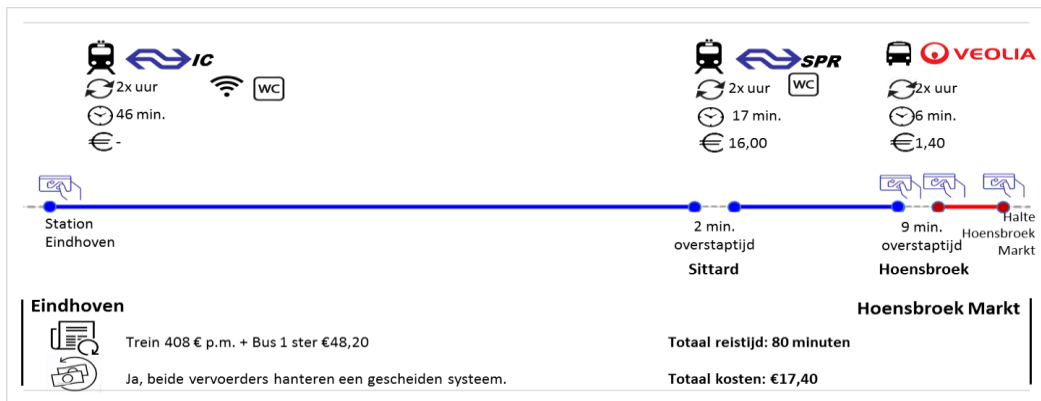 IC
2x uur
WC
46 min.
€ -
SPR
2x uur
WC
17 min.
€ 16,00
VEOLIA
2x uur
6 min.
€ 1,40
Station
Eindhoven
2 min.
overstaptijd
Sittard
9 min.
overstaptijd
Hoensbroek
Halte
Hoensbroek
Markt
Eindhoven
Hoensbroek Markt
Trein 408 € p.m. + Bus 1 ster €48,20
Totaal reistijd: 80 minuten
Ja, beide vervoerders hanteren een gescheiden systeem.
Totaal kosten: €17,40